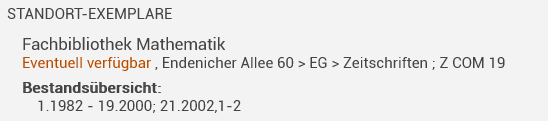 STANDORT-EXEMPLARE
Fachbibliothek Mathematik
Eventuell verfügbar , Endenicher Allee 60 > EG > Zeitschriften ; Z COM 19
Bestandsübersicht:
1.1982 - 19.2000; 21.2002,1-2